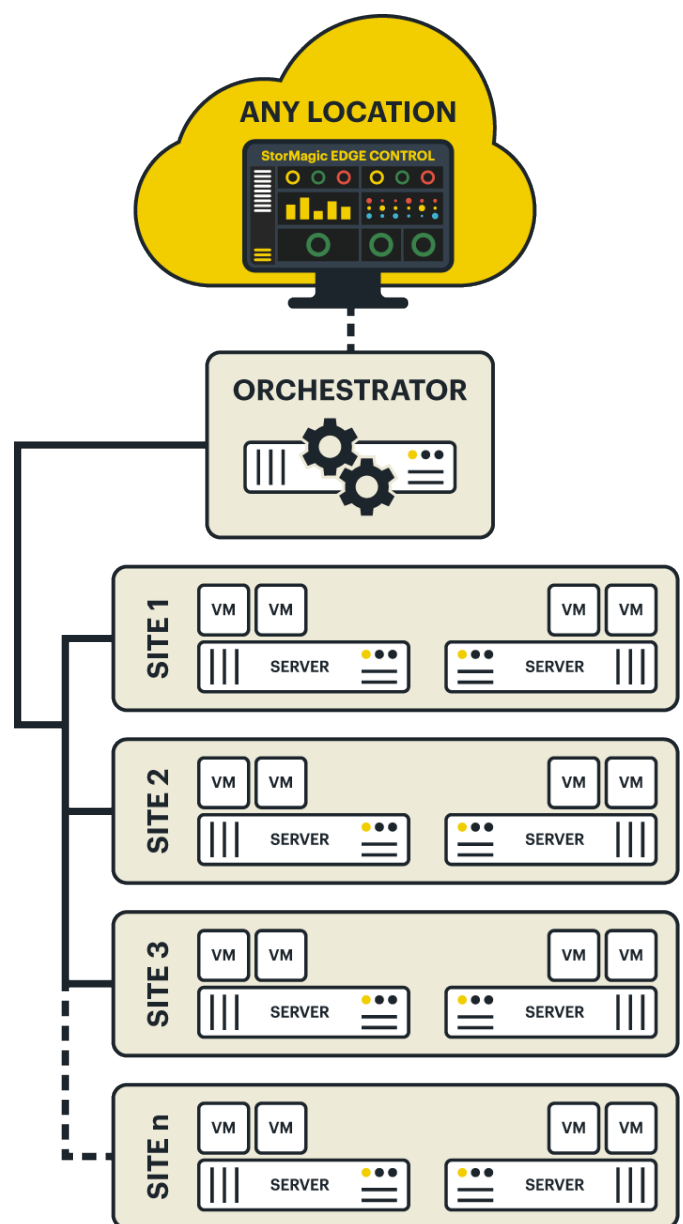 ANY LOCATION
StorMagic EDGE CONTROL
ORCHESTRATOR
SITE 1
VM VM VM VM
SERVER SERVER
SITE 2
VM VM VM VM
SERVER SERVER
SITE 3
VM VM VM VM
SERVER SERVER
SITE n
VM VM VM VM
SERVER SERVER